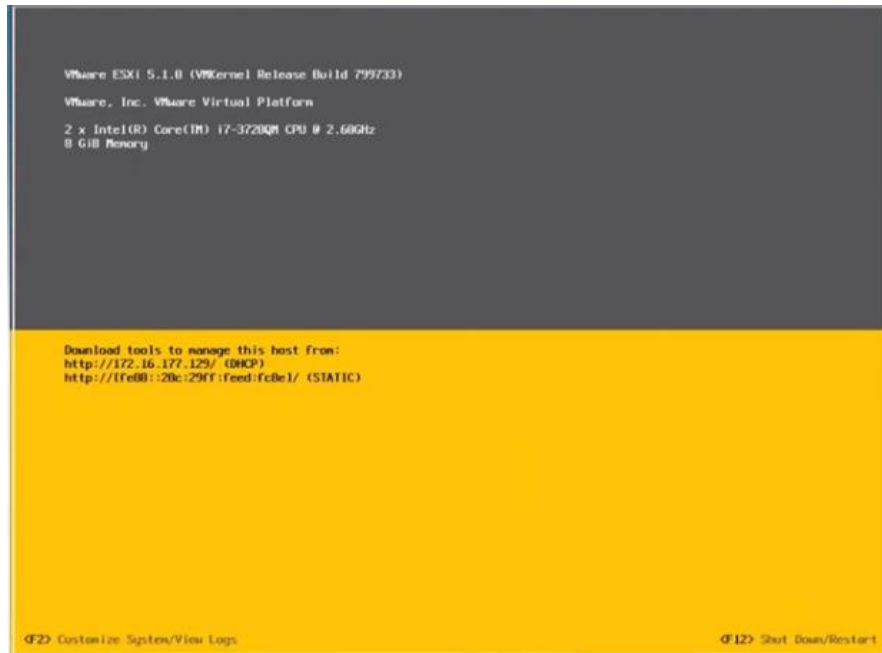 VMware ESXi 5.1.0 (VMKernel Release Build 799733)
VMware, Inc. VMware Virtual Platform
2 x Intel(R) Core(TM) i7-3720QM CPU @ 2.60GHz
8 GiB Memory
Download tools to manage this host from:
http://172.16.177.129/ (DHCP)
http://[fe80::20c:29ff:feed:fc8e]/ (STATIC)
<F2> Customize System/View Logs
<F12> Shut Down/Restart